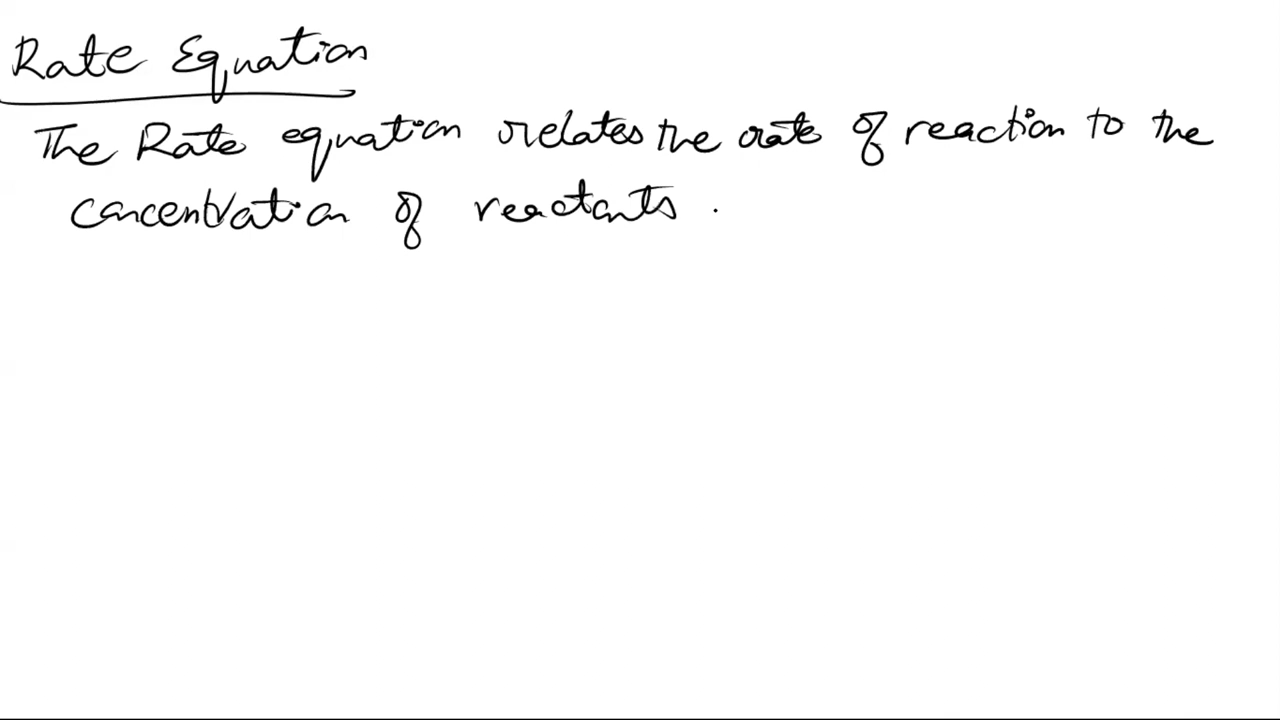 Rate Equation
The Rate equation relates the rate of reaction to the
concentration of reactants .